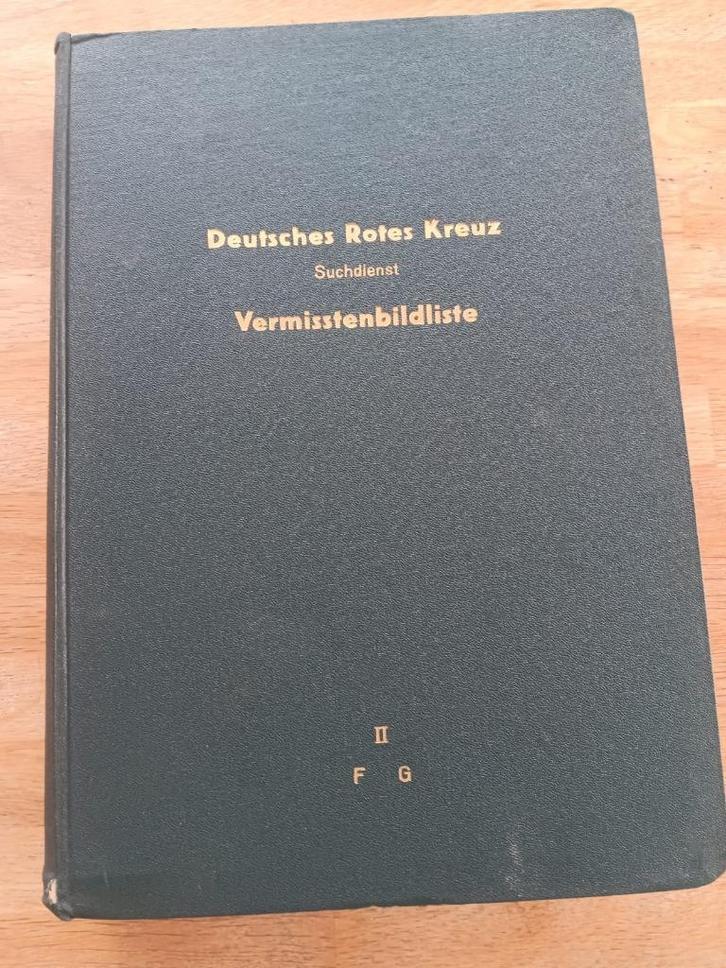 Deutsches Rotes Kreuz
Suchdienst
Vermisstenbildliste
II
F G